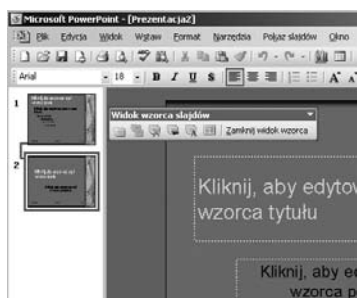 Microsoft PowerPoint - [Prezentacja2]
Plik Edycja Widok Wstaw Format Narzędzia Pokaz slajdów Okno
Arial 18 B I U S A A
1
Widok wzorca slajdów
Zamknij widok wzorca
2
Kliknij, aby edytow
wzorca tytułu
Kliknij, aby ed
wzorca p